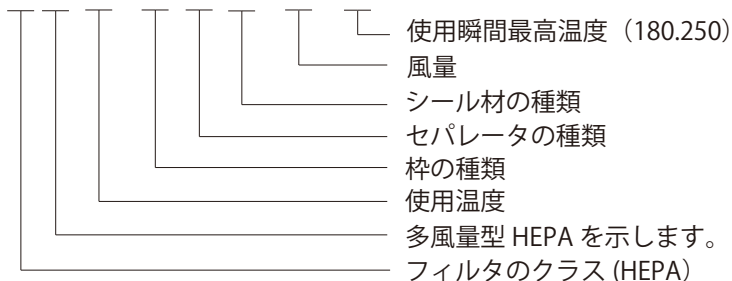 使用瞬間最高温度（180.250）
風量
シール材の種類
セパレータの種類
枠の種類
使用温度
多風量型 HEPA を示します。
フィルタのクラス (HEPA）